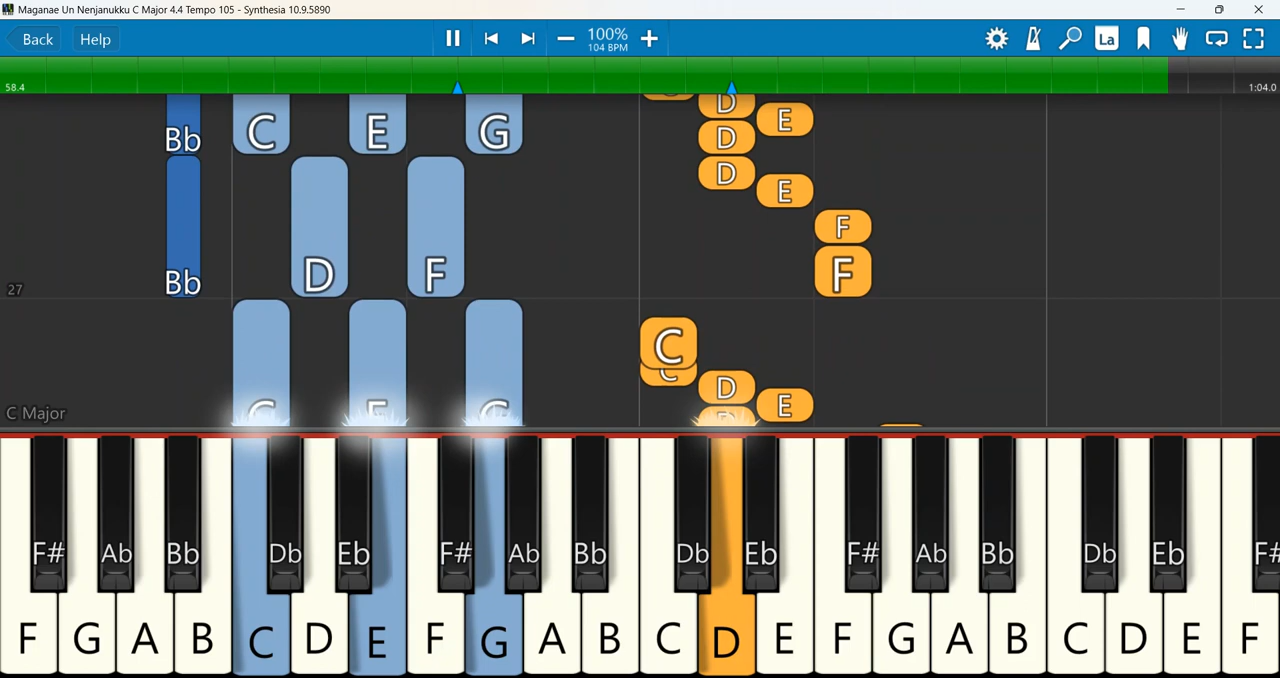 Maganae Un Nenjanukku C Major 4.4 Tempo 105 - Synthesia 10.9.5890
Back Help 100% La
104 BPM
58.4 1:04.0
D E
Bb C E G D
D E
F
Bb D F F
27
C
D E
C Major C E G
F# Ab Bb Db Eb F# Ab Bb Db Eb F# Ab Bb Db Eb F#
F G A B C D E F G A B C D E F G A B C D E F